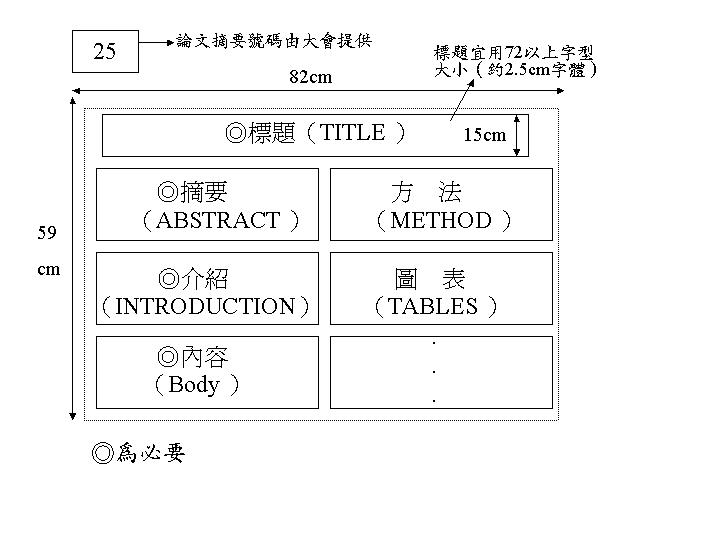 25
論文摘要號碼由大會提供
標題宜用72以上字型
大小（約2.5cm字體）
82cm
◎標題（TITLE ）
15cm
◎摘要
（ABSTRACT ）
方　法
（METHOD ）
59
cm
◎介紹
（INTRODUCTION）
圖　表
（TABLES ）
◎內容
（Body ）
.
.
.
◎為必要